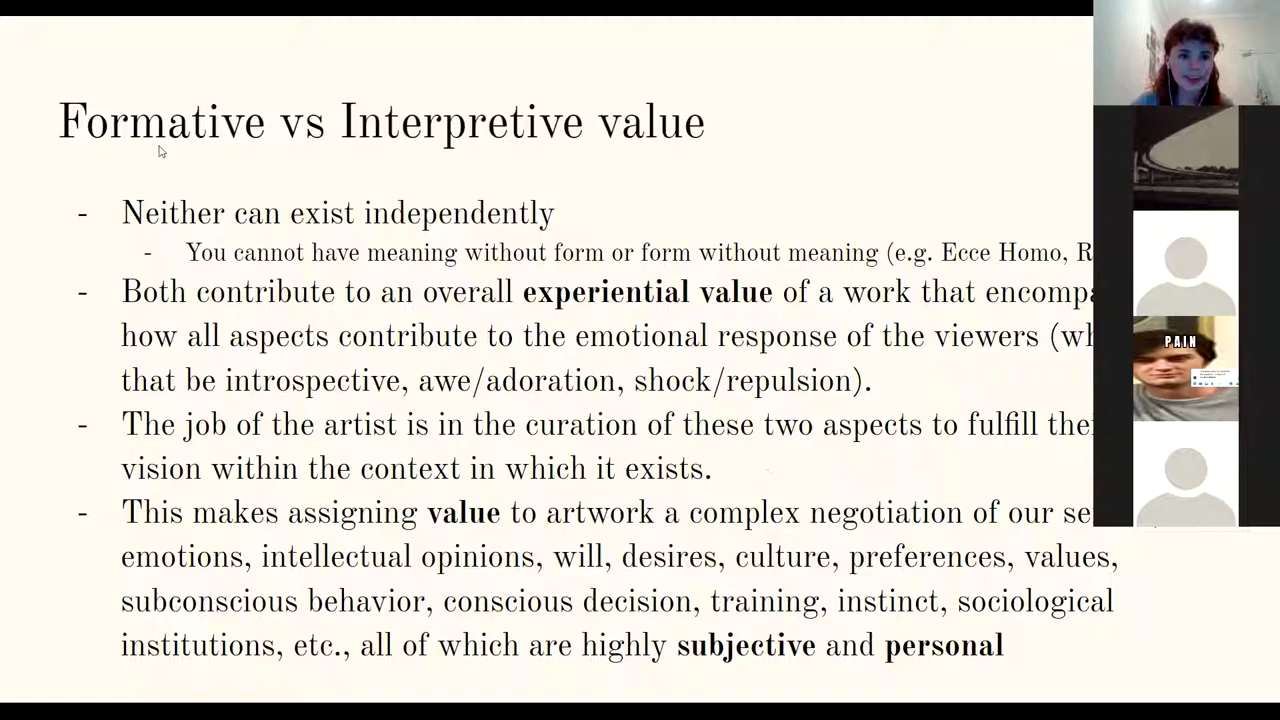 Formative vs Interpretive value
- Neither can exist independently
- You cannot have meaning without form or form without meaning (e.g. Ecce Homo,
- Both contribute to an overall experiential value of a work that
how all aspects contribute to the emotional response of the viewers
that be introspective, awe/adoration, shock/repulsion).
- The job of the artist is in the curation of these two aspects to fulfill
vision within the context in which it exists.
- This makes assigning value to artwork a complex negotiation of our
emotions, intellectual opinions, will, desires, culture, preferences, values,
subconscious behavior, conscious decision, training, instinct, sociological
institutions, etc., all of which are highly subjective and personal
PAIN